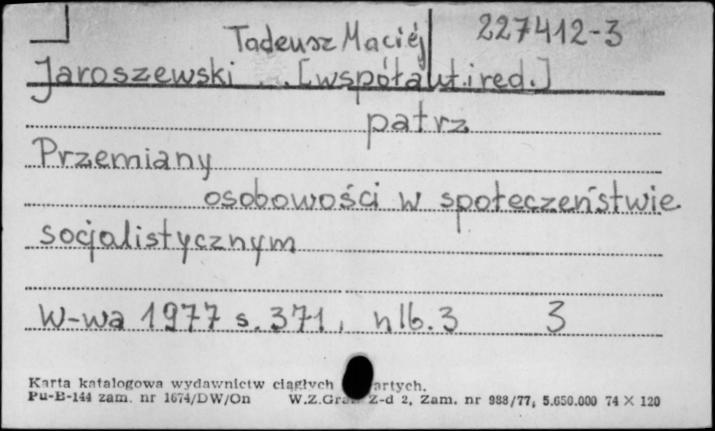 Tadeusz Maciej 227412-3
Jaroszewski ... [współaut. i red.]
patrz
Przemiany
osobowości w społeczeństwie
socjalistycznym
W-wa 1977 s. 371, nlb. 3 3
Karta katalogowa wydawnictw ciągłych artych.
Pu-B-144 zam. nr 1674/DW/On W.Z.Graf. Z-d 2, Zam. nr 988/77, 5.650.000 74 X 120